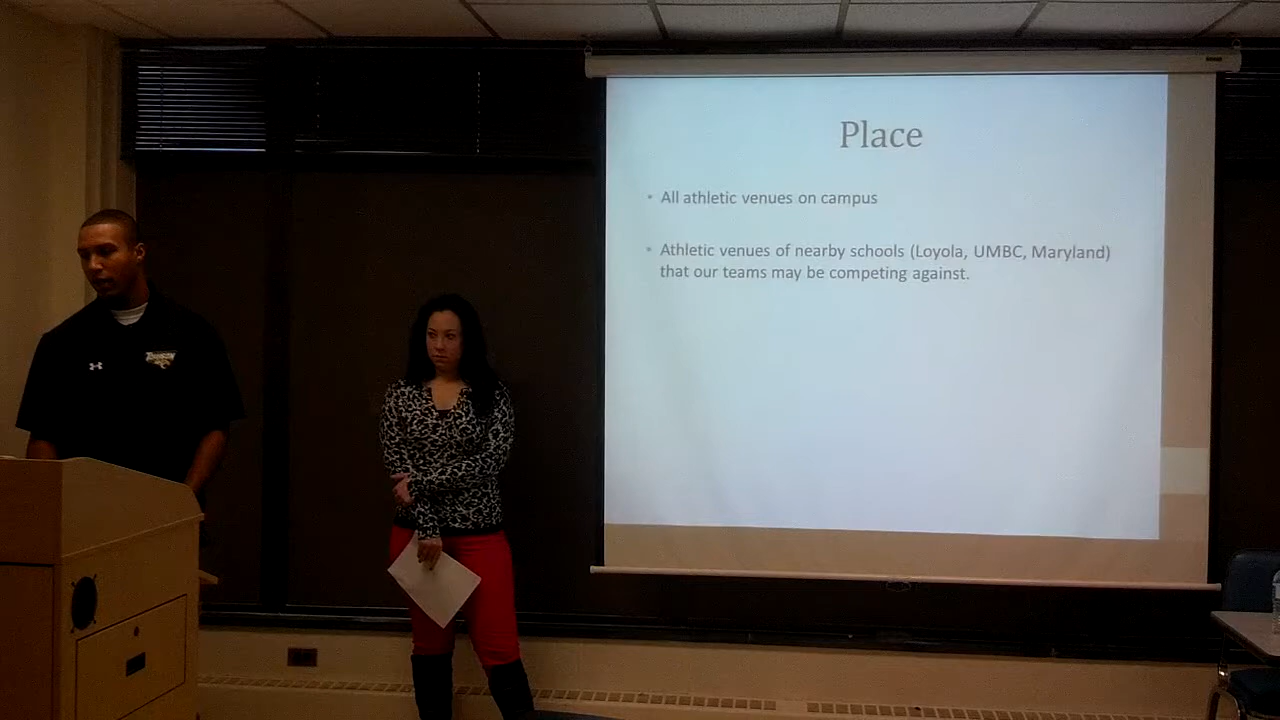 Place
• All athletic venues on campus
• Athletic venues of nearby schools (Loyola, UMBC, Maryland)
that our teams may be competing against.
TOWSON